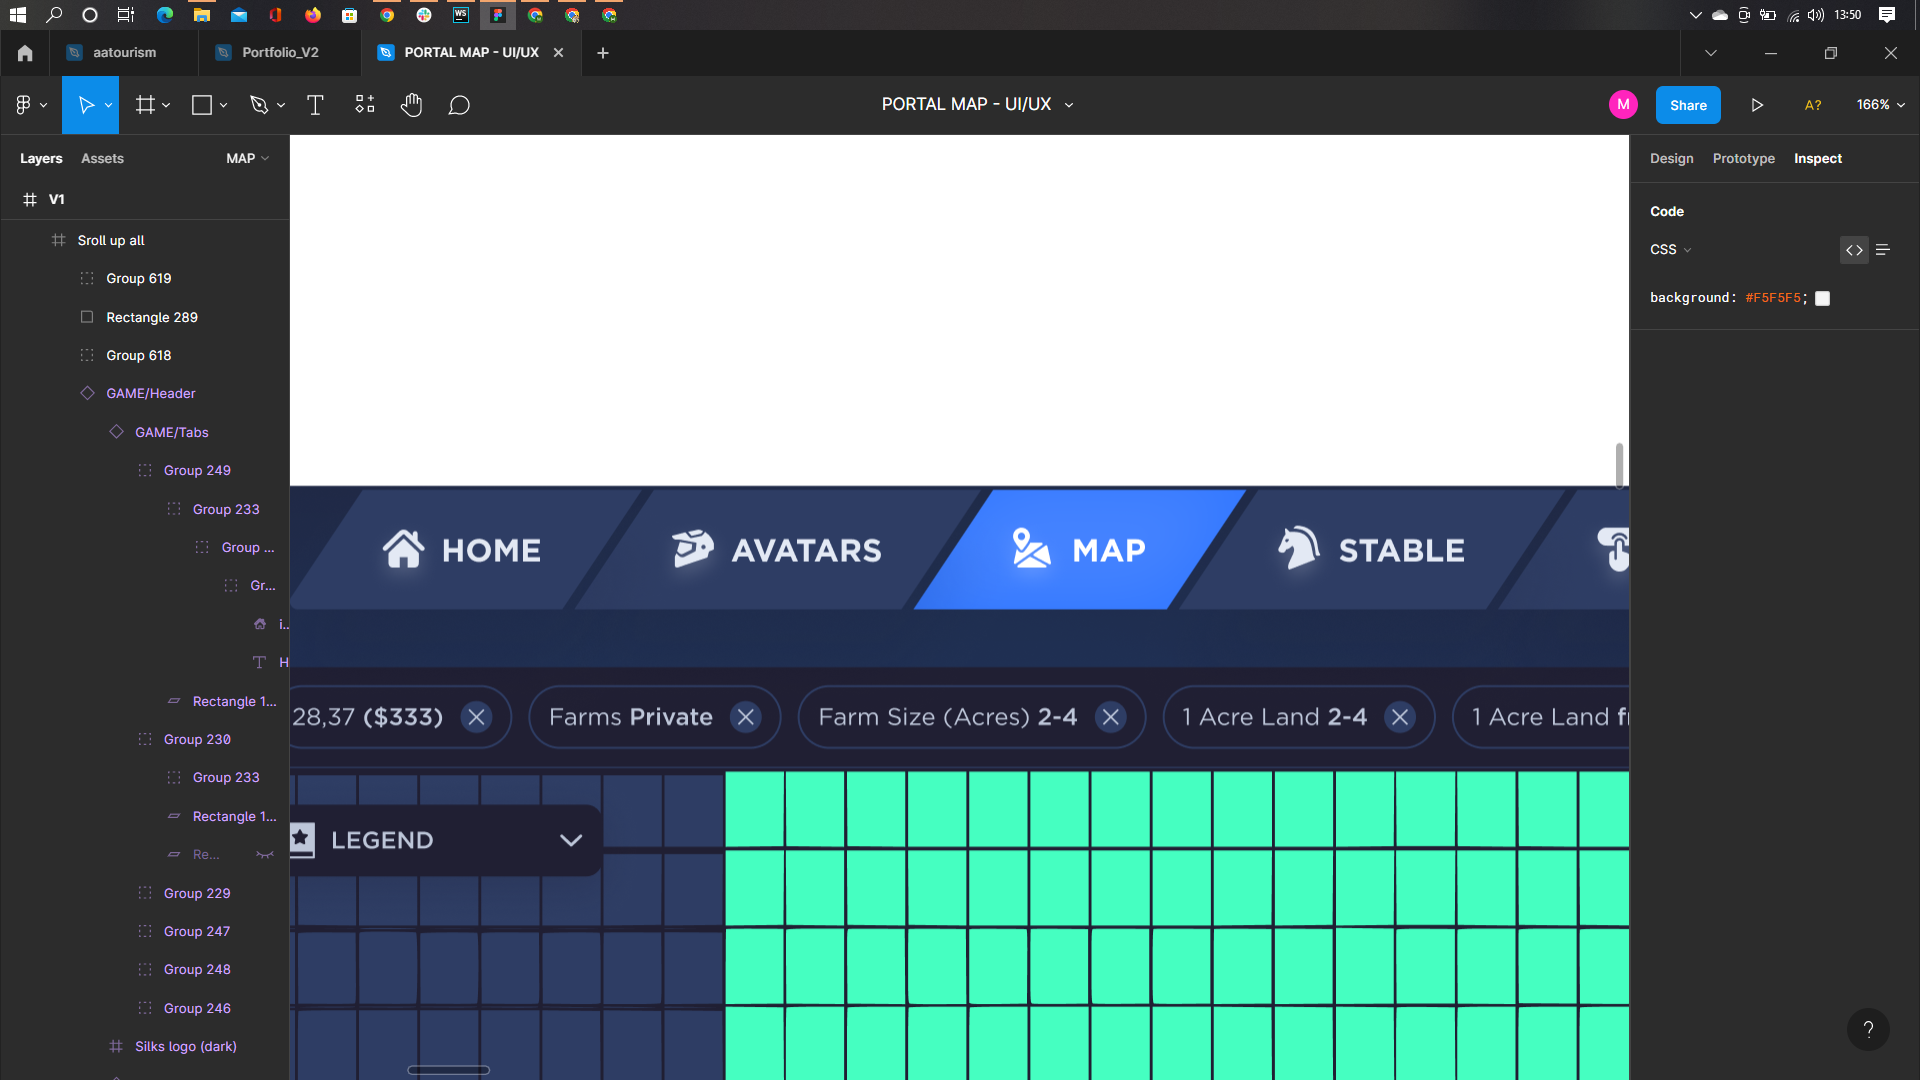 13:50
aatourism
Portfolio_V2
PORTAL MAP - UI/UX
PORTAL MAP - UI/UX
M
Share
A?
166%
Layers
Assets
MAP
Design
Prototype
Inspect
V1
Code
CSS
background: #F5F5F5;
Sroll up all
Group 619
Rectangle 289
Group 618
GAME/Header
GAME/Tabs
Group 249
Group 233
Group ...
Gr...
i...
H
Rectangle 1...
Group 230
Group 233
Rectangle 1...
Re...
Group 229
Group 247
Group 248
Group 246
Silks logo (dark)
HOME
AVATARS
MAP
STABLE
28,37 ($333)
Farms Private
Farm Size (Acres) 2-4
1 Acre Land 2-4
1 Acre Land
LEGEND
?